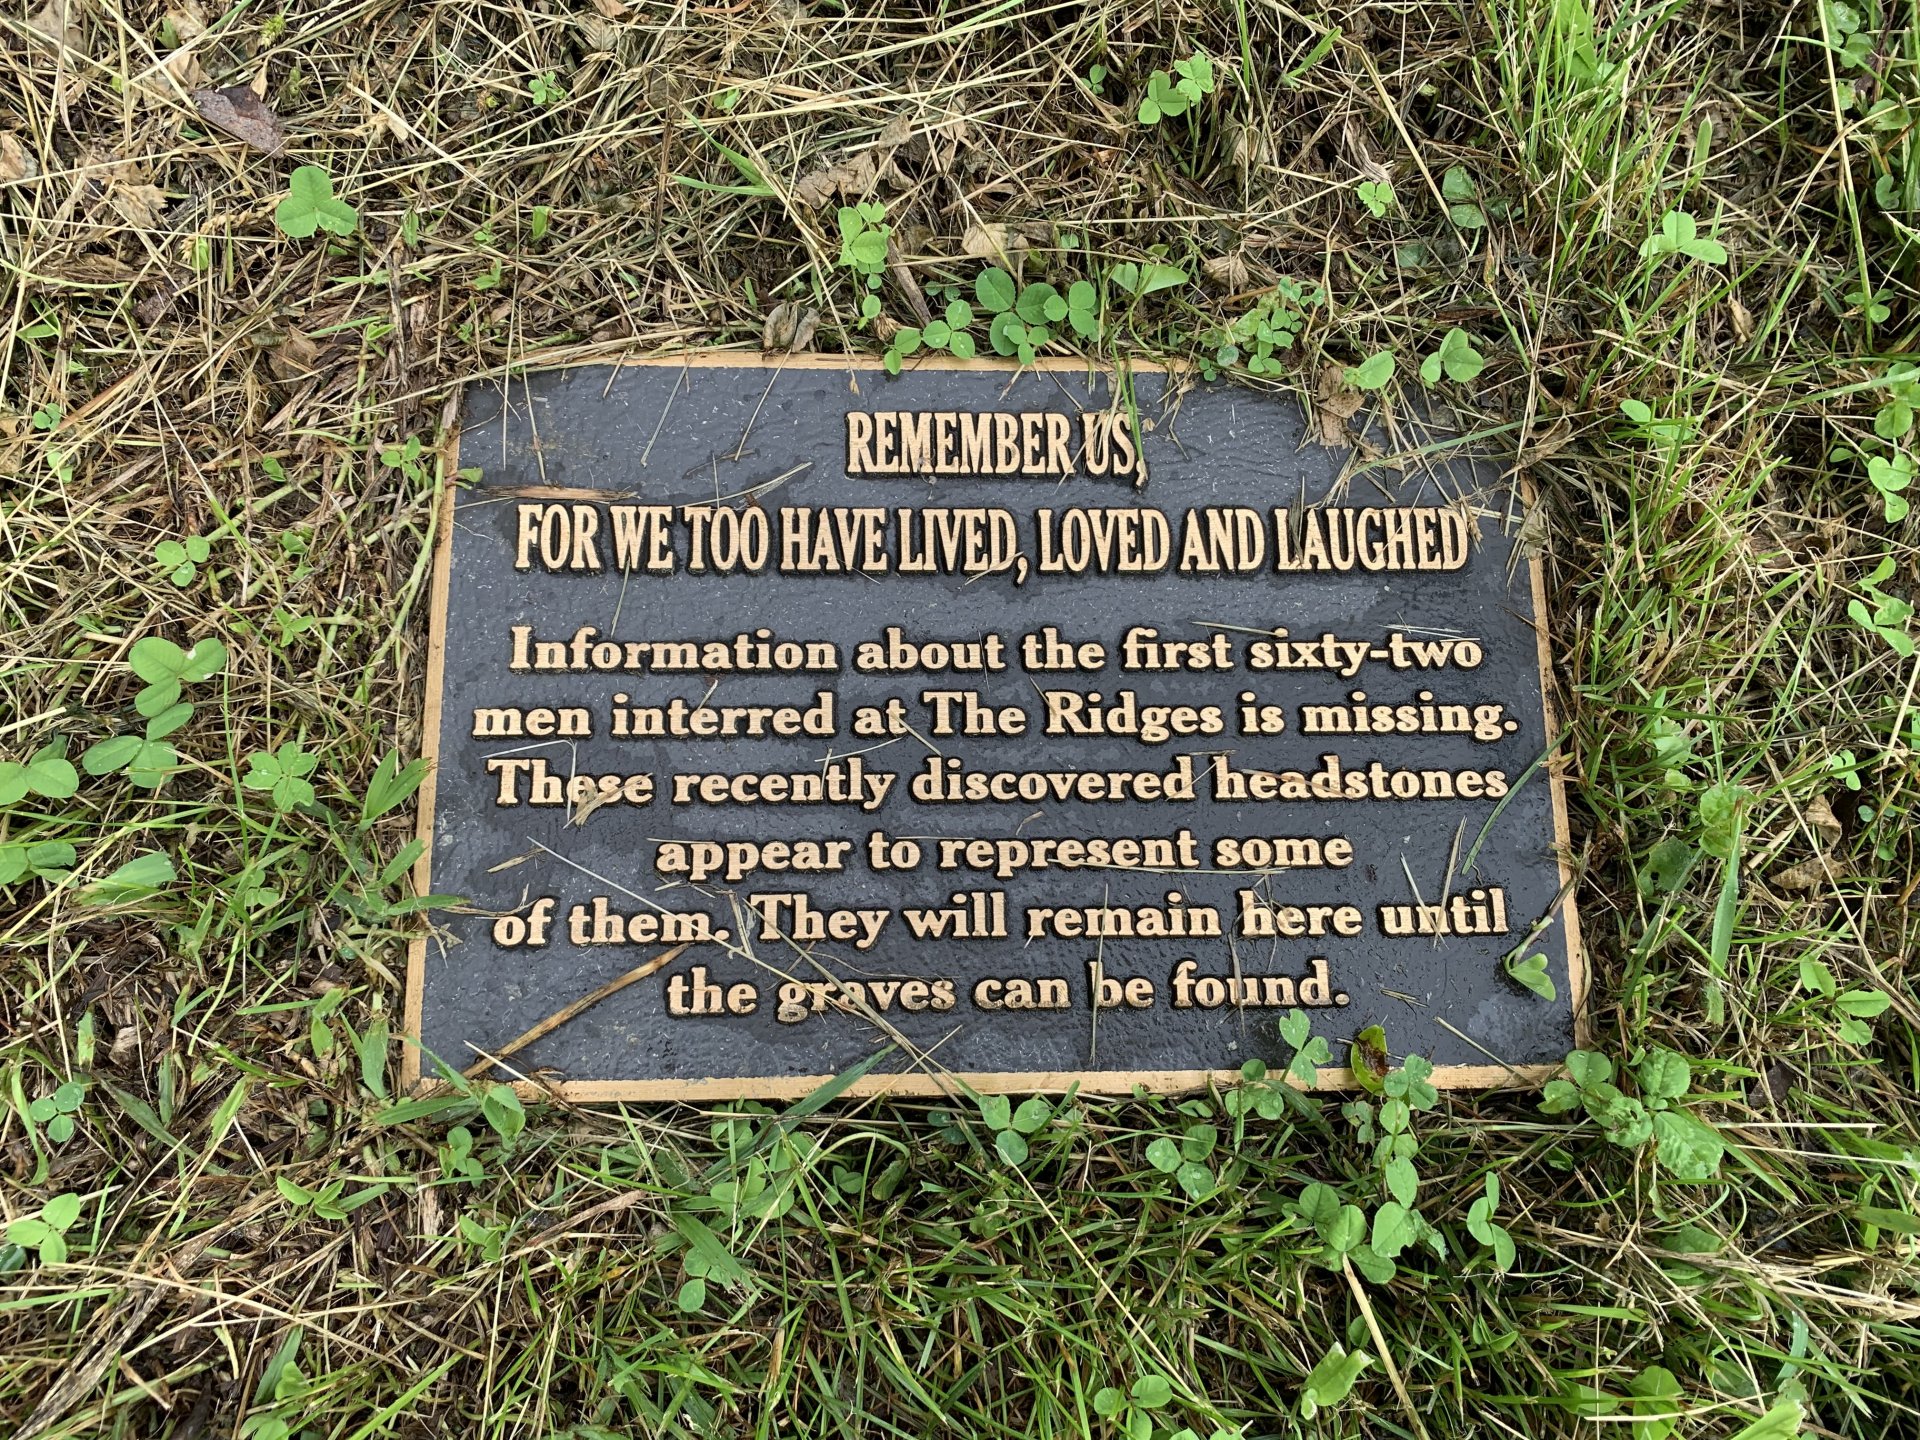 REMEMBER US,
FOR WE TOO HAVE LIVED, LOVED AND LAUGHED
Information about the first sixty-two
men interred at The Ridges is missing.
These recently discovered headstones
appear to represent some
of them. They will remain here until
the graves can be found.